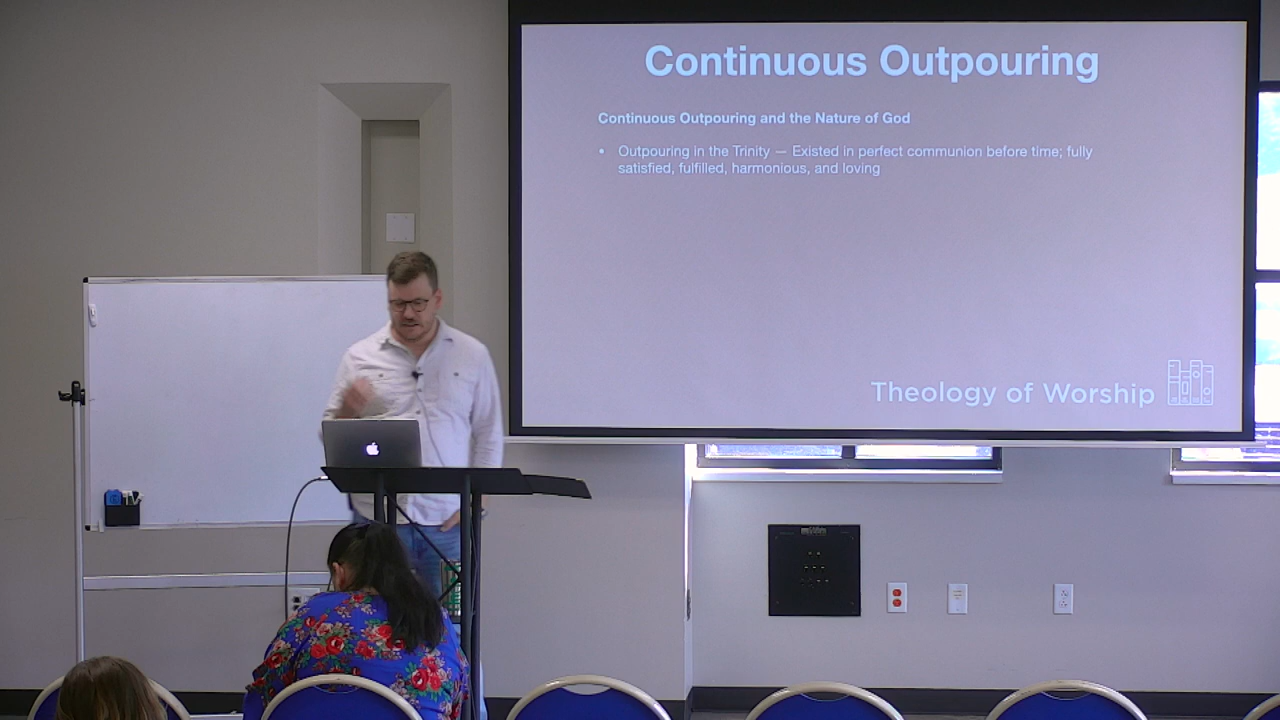 Continuous Outpouring
Continuous Outpouring and the Nature of God
• Outpouring in the Trinity — Existed in perfect communion before time; fully
satisfied, fulfilled, harmonious, and loving
Theology of Worship